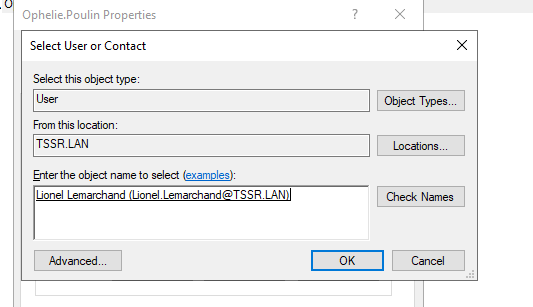 Ophelie.Poulin Properties
Select User or Contact
Select this object type:
User
Object Types...
From this location:
TSSR.LAN
Locations...
Enter the object name to select (examples):
Lionel Lemarchand (Lionel.Lemarchand@TSSR.LAN)
Check Names
Advanced...
OK
Cancel